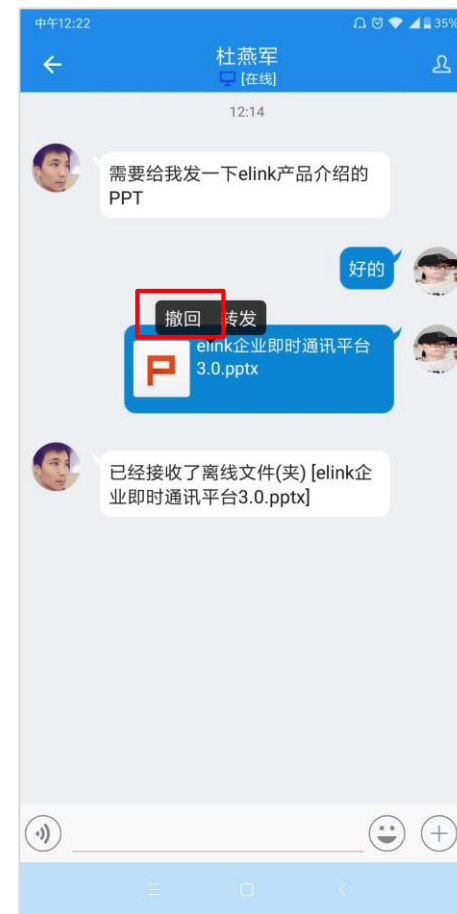 中午12:22
35%
杜燕军
[在线]
12:14
需要给我发一下elink产品介绍的
PPT
好的
撤回 转发
elink企业即时通讯平台
3.0.pptx
已经接收了离线文件(夹) [elink企
业即时通讯平台3.0.pptx]